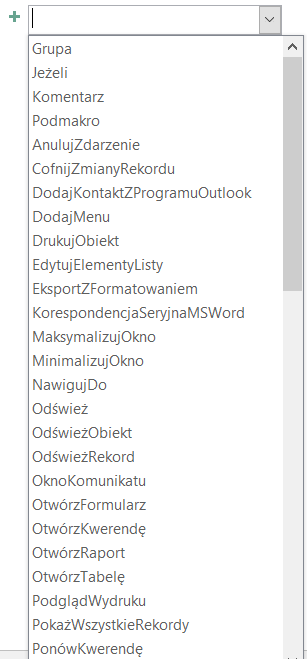 Grupa
Jeżeli
Komentarz
Podmakro
AnulujZdarzenie
CofnijZmianyRekordu
DodajKontaktZProgramuOutlook
DodajMenu
DrukujObiekt
EdytujElementyListy
EksportZFormatowaniem
KorespondencjaSeryjnaMSWord
MaksymalizujOkno
MinimalizujOkno
NawigujDo
Odśwież
OdświeżObiekt
OdświeżRekord
OknoKomunikatu
OtwórzFormularz
OtwórzKwerendę
OtwórzRaport
OtwórzTabelę
PodglądWydruku
PokażWszystkieRekordy
PonówKwerendę